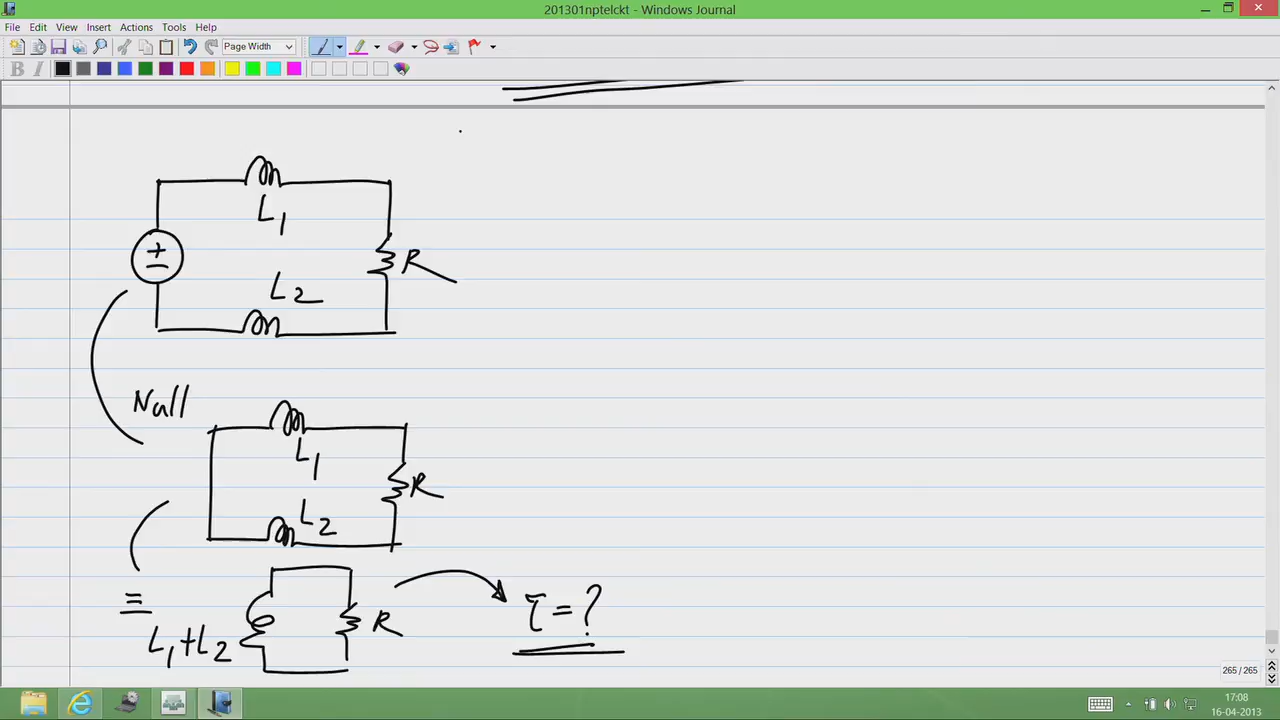 201301nptelckt - Windows Journal
File Edit View Insert Actions Tools Help
Page Width
B I
L1
+
−
R
L2
Null
L1
R
L2
=
L1+L2
R
τ = ?
265 / 265
17:08
16-04-2013